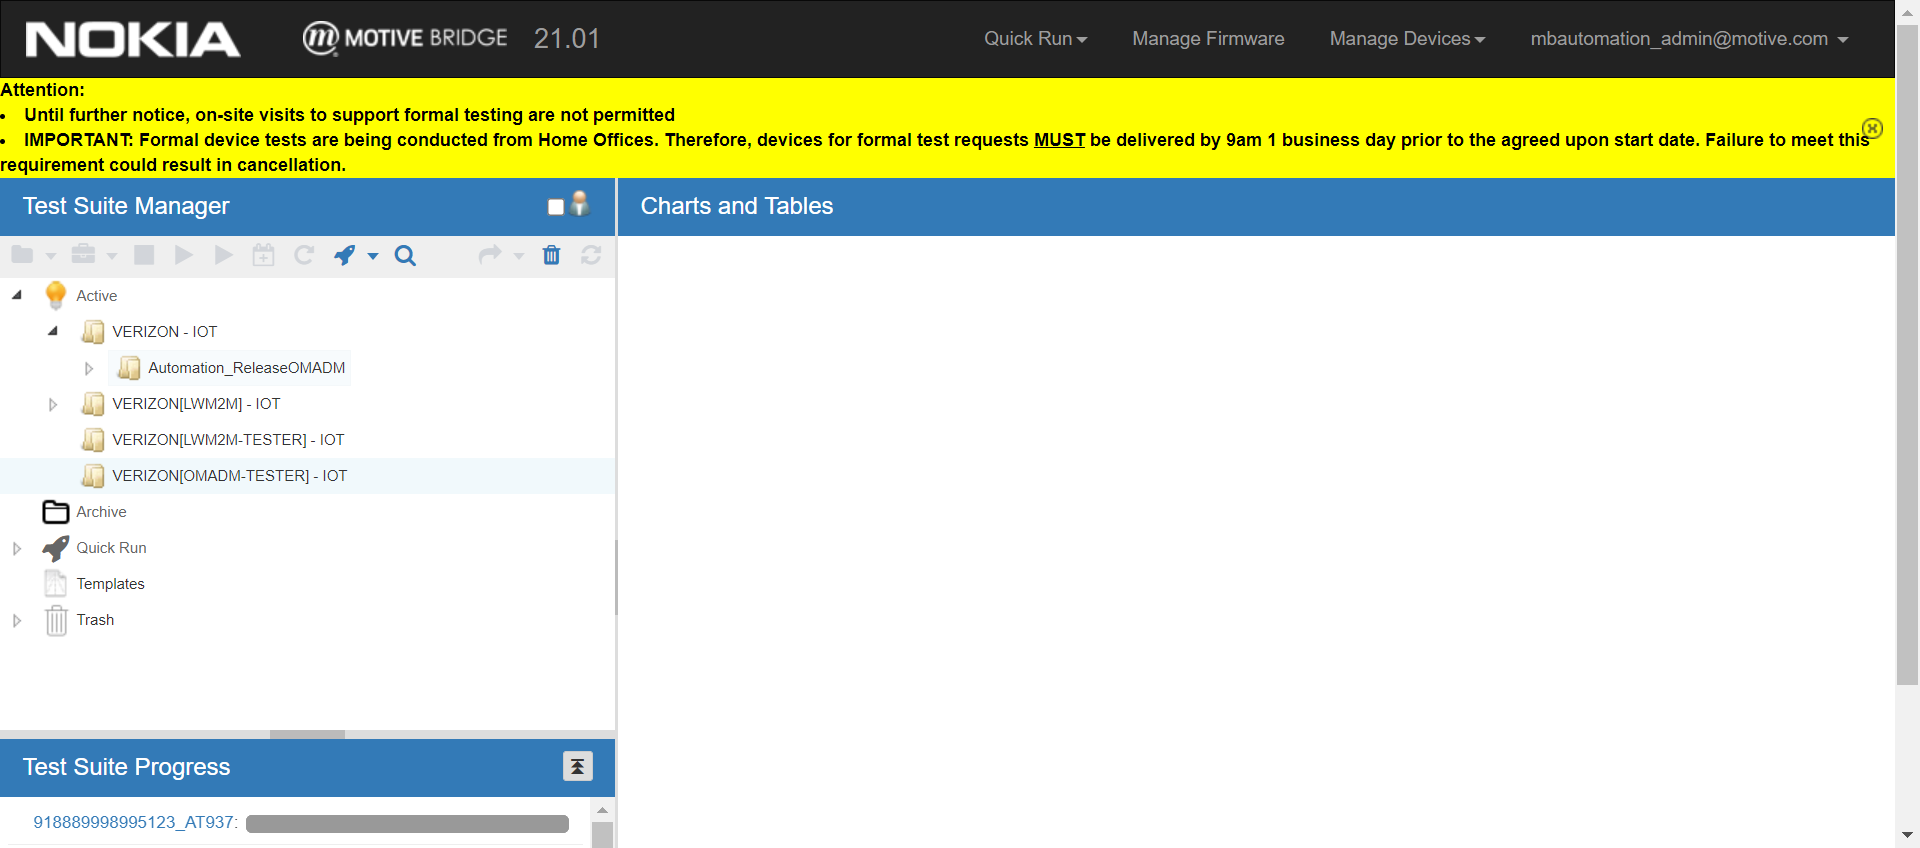 NOKIA MOTIVE BRIDGE 21.01 Quick Run Manage Firmware Manage Devices mbautomation_admin@motive.com
Attention:
• Until further notice, on-site visits to support formal testing are not permitted
• IMPORTANT: Formal device tests are being conducted from Home Offices. Therefore, devices for formal test requests MUST be delivered by 9am 1 business day prior to the agreed upon start date. Failure to meet this
requirement could result in cancellation.
Test Suite Manager
Charts and Tables
Active
VERIZON - IOT
Automation_ReleaseOMADM
VERIZON[LWM2M] - IOT
VERIZON[LWM2M-TESTER] - IOT
VERIZON[OMADM-TESTER] - IOT
Archive
Quick Run
Templates
Trash
Test Suite Progress
918889998995123_AT937: